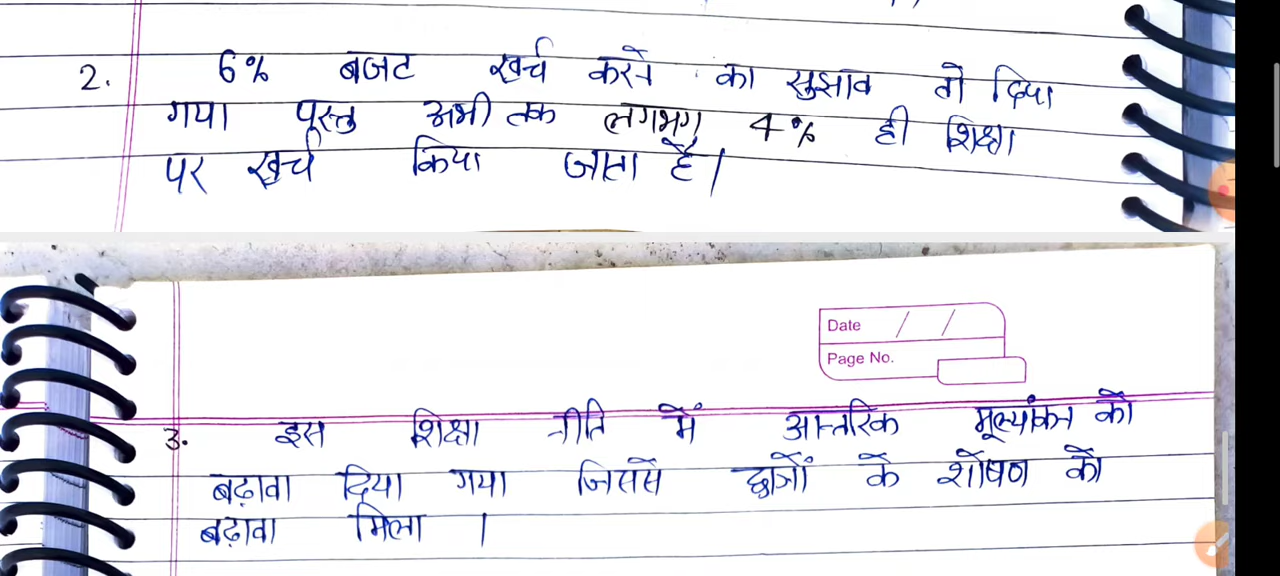 2. 6% बजट खर्च करने का सुझाव तो दिया
गया परन्तु अभी तक लगभग 4% ही शिक्षा
पर खर्च किया जाता है।
Date / /
Page No.
3. इस शिक्षा नीति में आन्तरिक मूल्यांकन को
बढ़ावा दिया गया जिससे छात्रों के शोषण को
बढ़ावा मिला ।